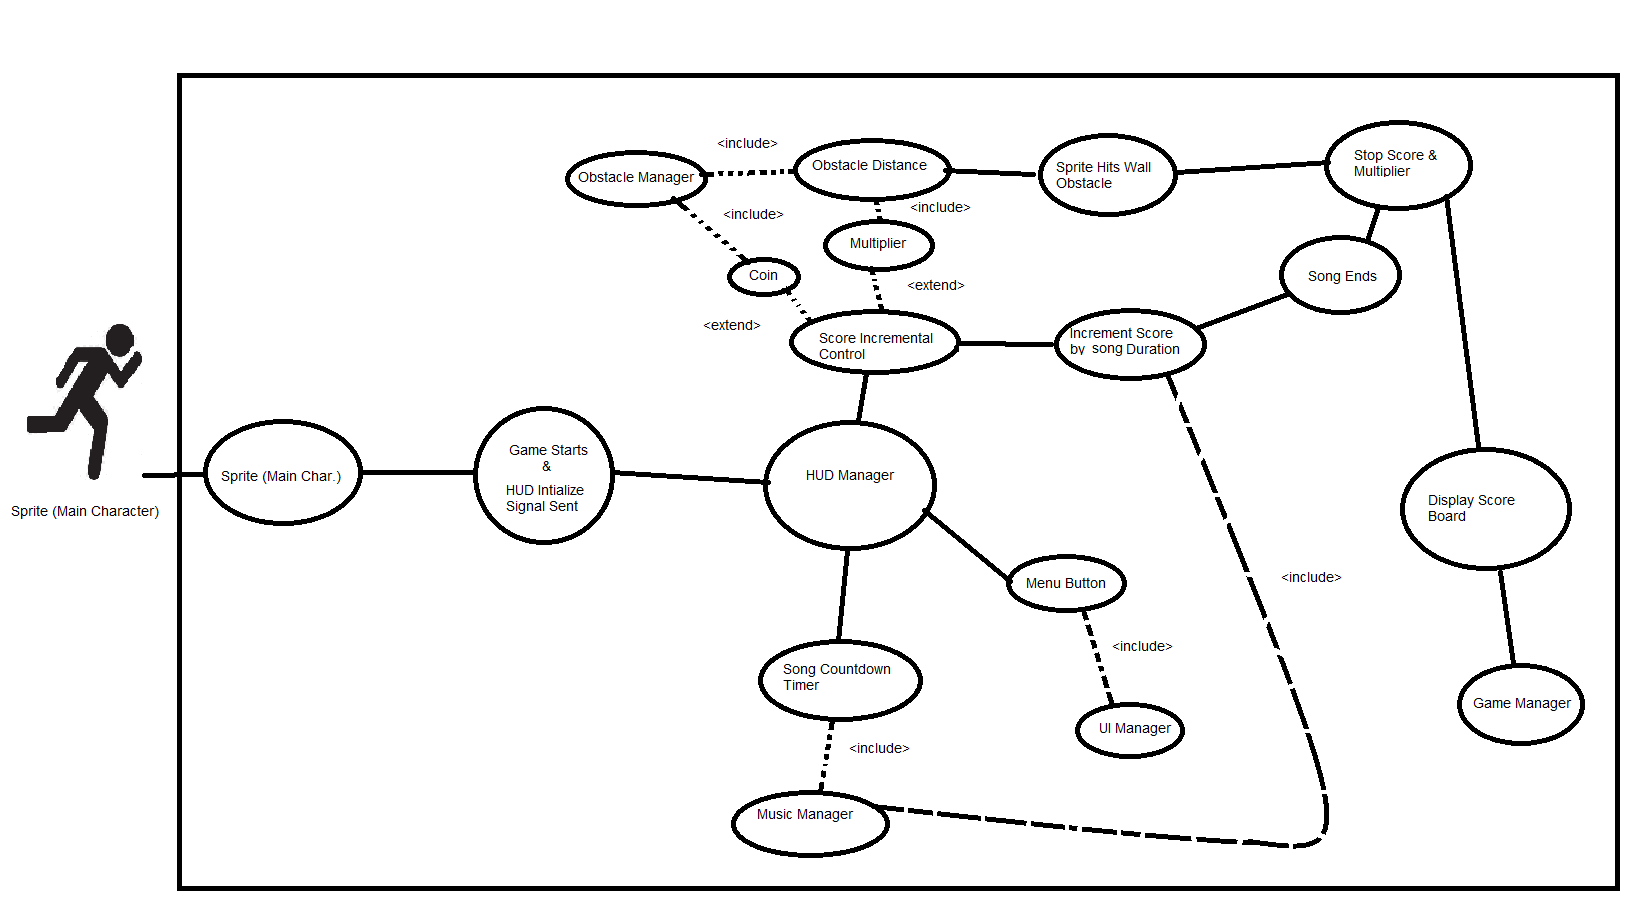 <include>
Obstacle Manager
Obstacle Distance
Sprite Hits Wall
Obstacle
Stop Score &
Multiplier
<include>
<include>
Multiplier
Coin
<extend>
Song Ends
<extend>
Score Incremental
Control
Increment Score
by song Duration
Sprite (Main Character)
Sprite (Main Char.)
Game Starts
&
HUD Intialize
Signal Sent
HUD Manager
Display Score
Board
Menu Button
<include>
<include>
Song Countdown
Timer
UI Manager
Game Manager
<include>
Music Manager